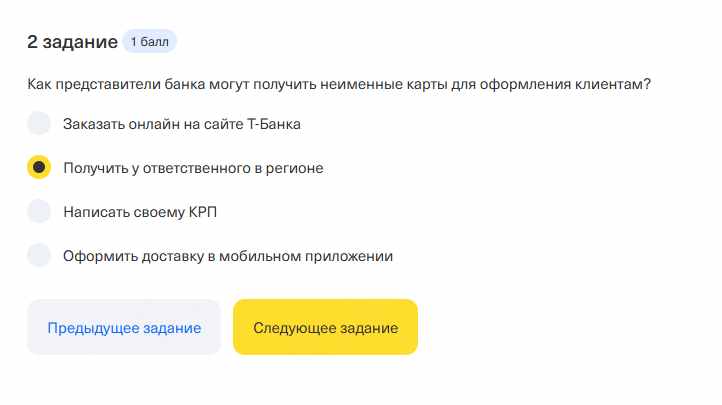 2 задание 1 балл
Как представители банка могут получить неименные карты для оформления клиентам?
Заказать онлайн на сайте Т-Банка
Получить у ответственного в регионе
Написать своему КРП
Оформить доставку в мобильном приложении
Предыдущее задание Следующее задание